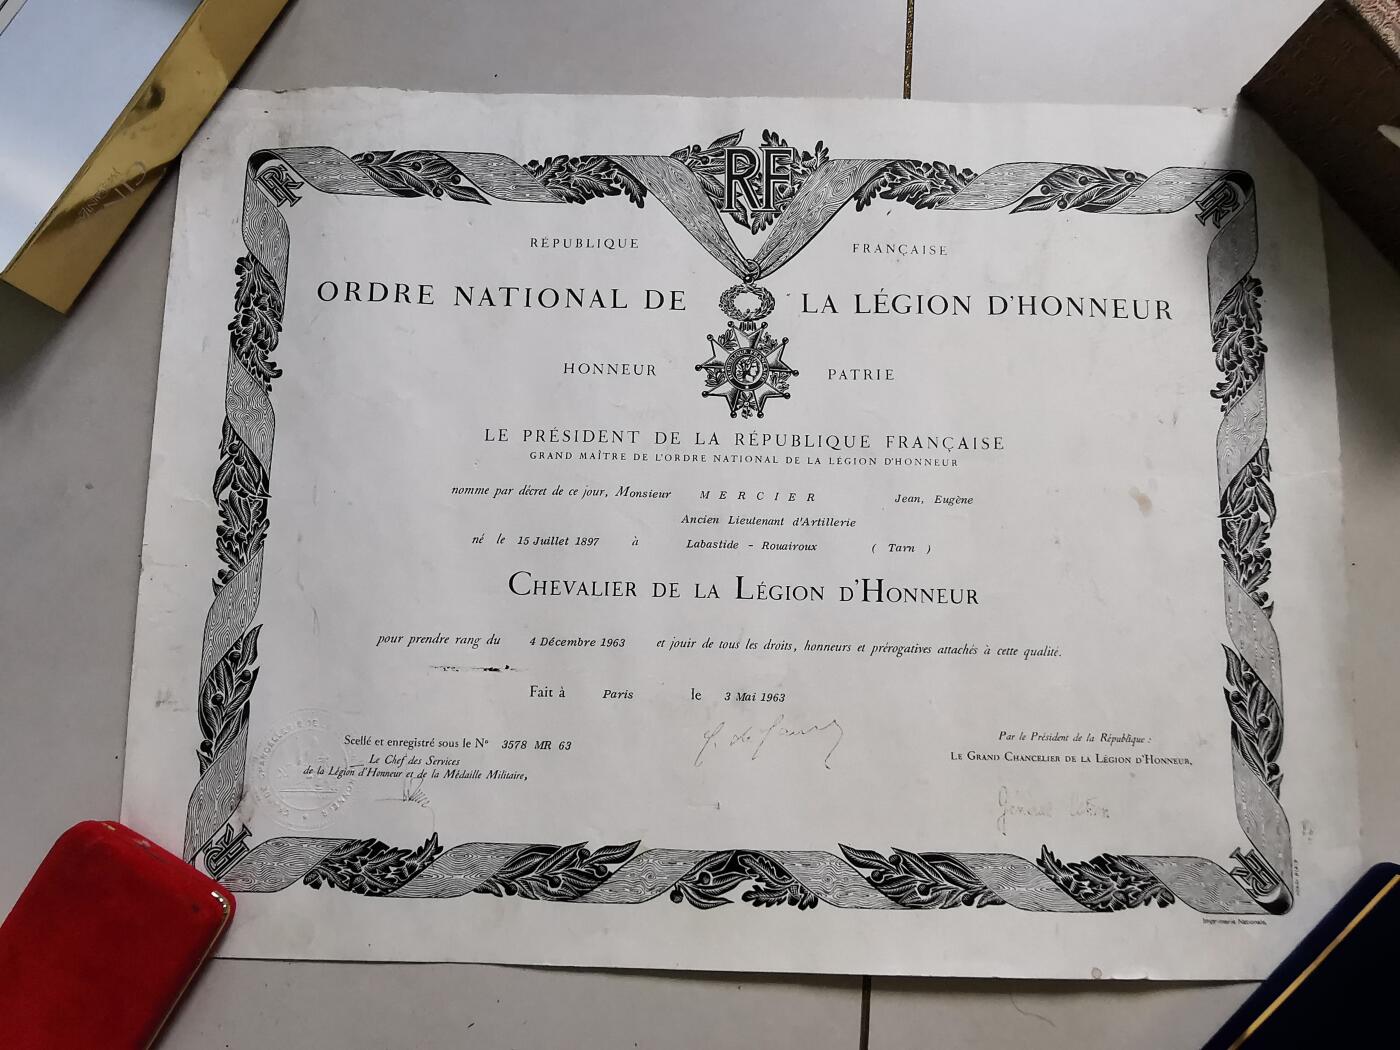 RF
RF
RF
RÉPUBLIQUE FRANÇAISE
ORDRE NATIONAL DE LA LÉGION D'HONNEUR
HONNEUR PATRIE
LE PRÉSIDENT DE LA RÉPUBLIQUE FRANÇAISE
GRAND MAÎTRE DE L'ORDRE NATIONAL DE LA LÉGION D'HONNEUR
nomme par décret de ce jour, Monsieur MERCIER Jean, Eugène
Ancien Lieutenant d'Artillerie
né le 15 Juillet 1897 à Labastide - Rouairoux ( Tarn )
CHEVALIER DE LA LÉGION D'HONNEUR
pour prendre rang du 4 Décembre 1963 et jouir de tous les droits, honneurs et prérogatives attachés à cette qualité.
Fait à Paris le 3 Mai 1963
Scellé et enregistré sous le N° 3578 MR 63
Le Chef des Services
de la Légion d'Honneur et de la Médaille Militaire,
Par le Président de la République :
LE GRAND CHANCELIER DE LA LÉGION D'HONNEUR,
RF
RF
Imprimerie Nationale.